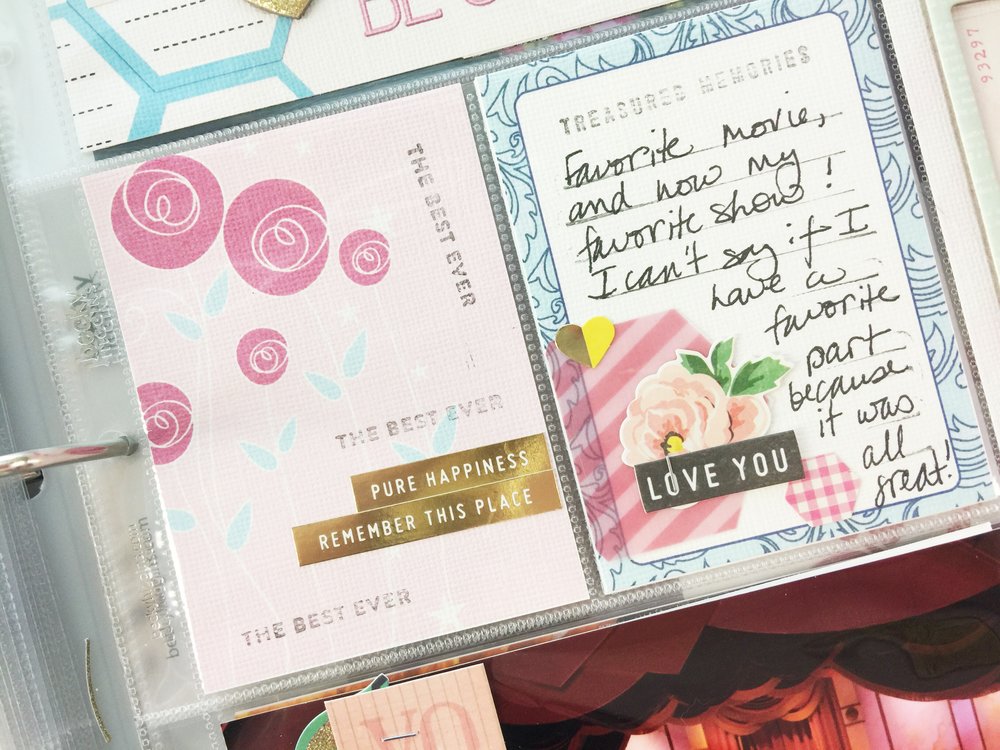 BE
93297
THE BEST EVER
THE BEST EVER
PURE HAPPINESS
REMEMBER THIS PLACE
THE BEST EVER
TREASURED MEMORIES
Favorite movie,
and now my
favorite show!
I can't say if I
have a
favorite
part
because
it was
all
great!
LOVE YOU